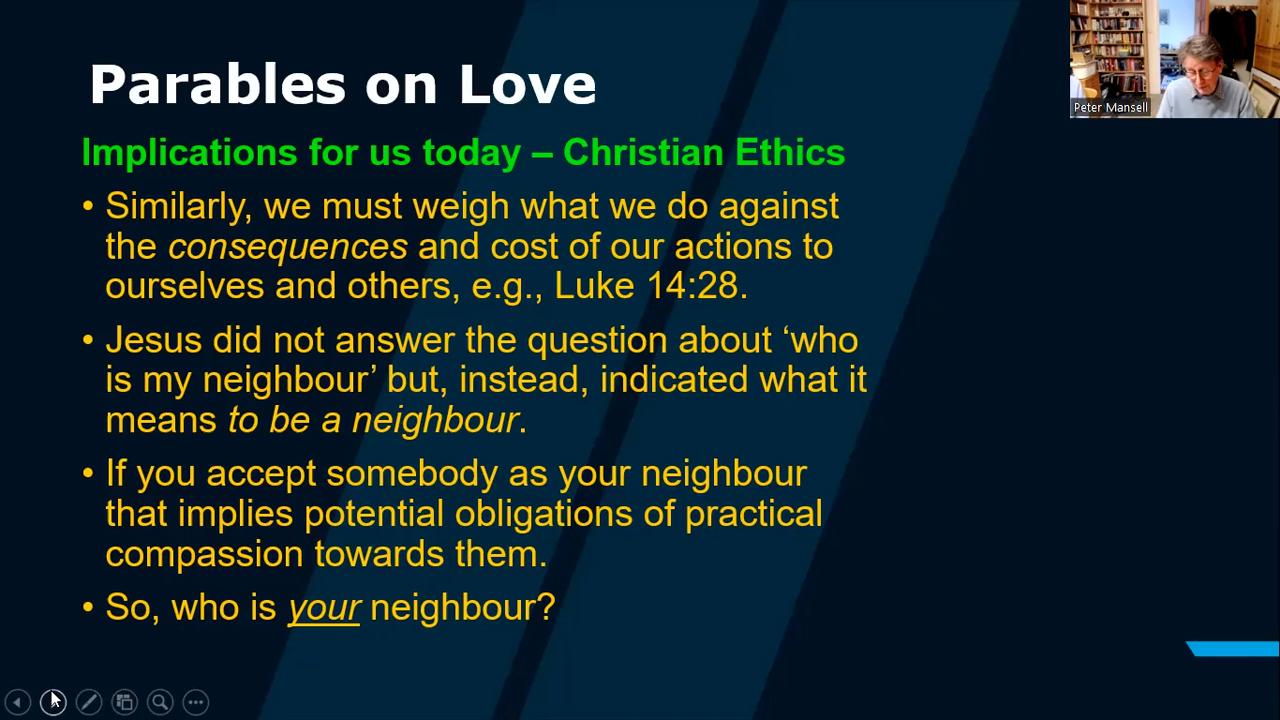 Parables on Love
Peter Mansell
Implications for us today – Christian Ethics
• Similarly, we must weigh what we do against
the consequences and cost of our actions to
ourselves and others, e.g., Luke 14:28.
• Jesus did not answer the question about ‘who
is my neighbour’ but, instead, indicated what it
means to be a neighbour.
• If you accept somebody as your neighbour
that implies potential obligations of practical
compassion towards them.
• So, who is your neighbour?